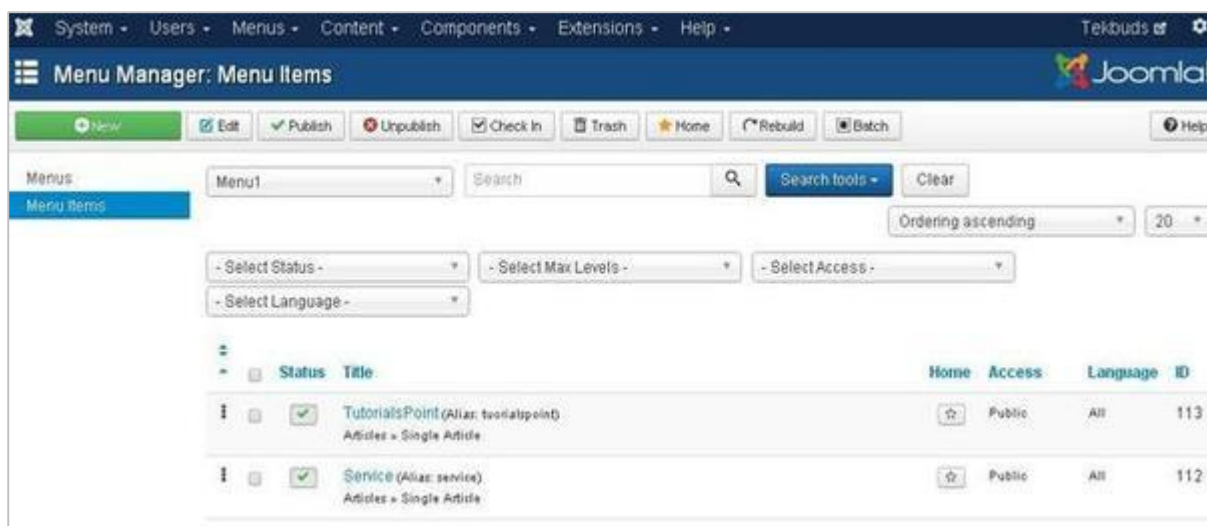 System Users Menus Content Components Extensions Help Tekbuds
Menu Manager: Menu Items Joomla!
New Edit Publish Unpublish Check In Trash Home Rebuild Batch Help
Menus Menu1 Search Search tools Clear
Menu Items
Ordering ascending 20
- Select Status - - Select Max Levels - - Select Access -
- Select Language -
Status Title Home Access Language ID
TutorialsPoint (Alias: tuorialspoint) Public All 113
Articles » Single Article
Service (Alias: service) Public All 112
Articles » Single Article